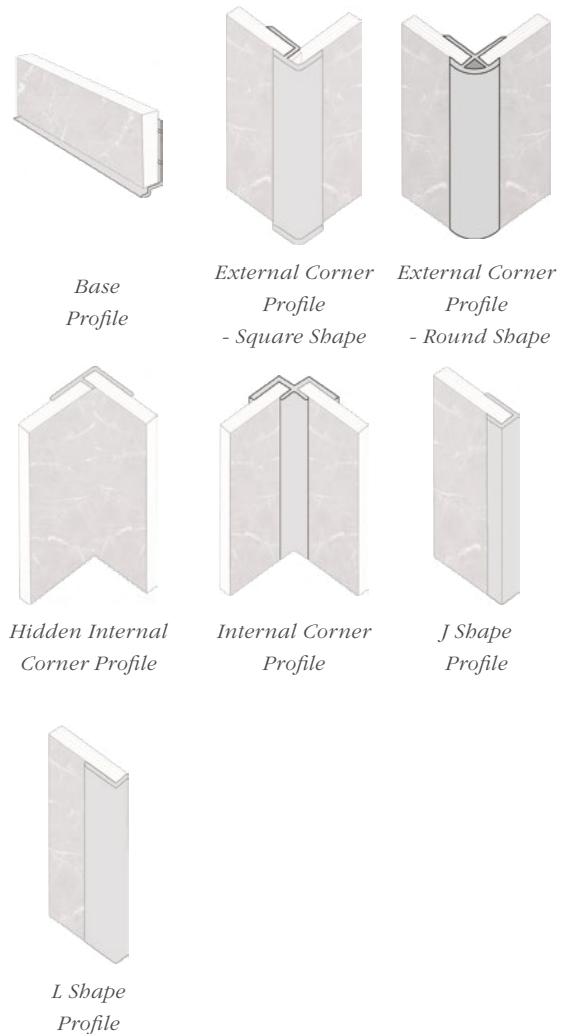 Base
Profile
External Corner
Profile
- Square Shape
External Corner
Profile
- Round Shape
Hidden Internal
Corner Profile
Internal Corner
Profile
J Shape
Profile
L Shape
Profile